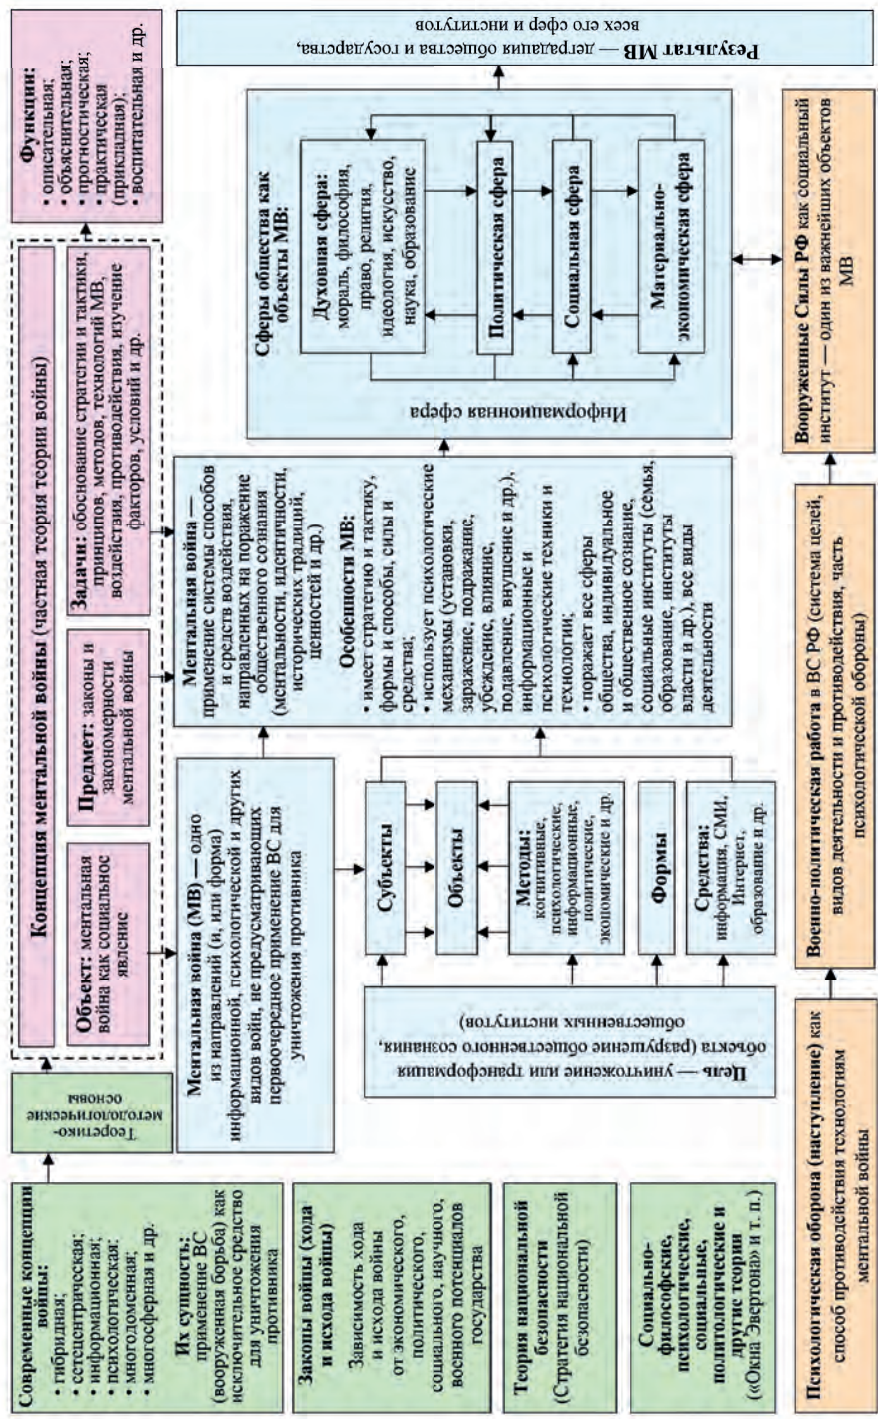 Современные концепции
войны:
• гибридная;
• сетецентрическая;
• информационная;
• психологическая;
• многодоменная;
• многосферная и др.
Их сущность:
применение ВС
(вооруженная борьба) как
исключительное средство
для уничтожения
противника
Законы войны (хода
и исхода войны)
Зависимость хода
и исхода войны
от экономического,
политического,
социального, научного,
военного потенциалов
государства
Теория национальной
безопасности
(Стратегия национальной
безопасности)
Социально-
философские,
психологические,
социальные,
политологические и
другие теории
(«Окна Эвертона» и т. п.)
Теоретико-
методологические
основы
Концепция ментальной войны (частная теория теории войны)
Объект: ментальная
война как социальное
явление
Предмет: законы и
закономерности
ментальной войны
Задачи: обоснование стратегии и тактики,
принципов, методов, технологий МВ,
воздействия, противодействия, изучение
факторов, условий и др.
Функции:
• описательная;
• объяснительная;
• прогностическая;
• практическая
(прикладная);
• воспитательная и др.
Ментальная война (МВ) — одно
из направлений (и, или форма)
информационной, психологической и других
видов войн, не предусматривающих
первоочередное применение ВС для
уничтожения противника
Цель — уничтожение или трансформация
объекта (разрушение общественного сознания,
общественных институтов)
Субъекты
Объекты
Методы:
когнитивные,
психологические,
информационные,
политические,
экономические и др.
Формы
Средства:
информация, СМИ,
Интернет,
образование и др.
Ментальная война —
применение системы способов
и средств воздействия,
направленных на поражение
общественного сознания
(ментальности, идентичности,
исторических традиций,
ценностей и др.)
Особенности МВ:
• имеет стратегию и тактику,
формы и способы, силы и
средства;
• использует психологические
механизмы (установки,
заражение, подражание,
убеждение, влияние,
подавление, внушение и др.),
информационные и
психологические техники и
технологии;
• поражает все сферы
общества, индивидуальное
и общественное сознание,
социальные институты (семья,
образование, институты
власти и др.), все виды
деятельности
Сферы общества как
объекты МВ:
Информационная сфера
Духовная сфера:
мораль, философия,
право, религия,
идеология, искусство,
наука, образование
Политическая сфера
Социальная сфера
Материально-
экономическая сфера
Результат МВ — деградация общества и государства,
всех его сфер и институтов
Психологическая оборона (наступление) как
способ противодействия технологиям
ментальной войны
Военно-политическая работа в ВС РФ (система целей,
видов деятельности и противодействия, часть
психологической обороны)
Вооруженные Силы РФ как социальный
институт — один из важнейших объектов
МВ